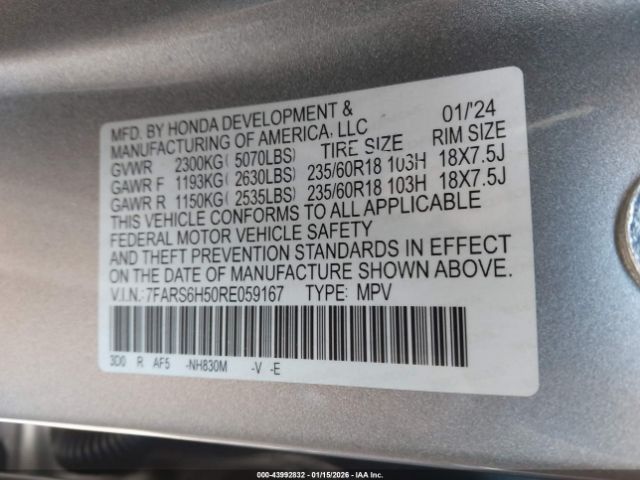 MFD. BY HONDA DEVELOPMENT & 01/'24
MANUFACTURING OF AMERICA, LLC
GVWR 2300KG( 5070LBS) TIRE SIZE RIM SIZE
GAWR F 1193KG( 2630LBS) 235/60R18 103H 18X7.5J
GAWR R 1150KG( 2535LBS) 235/60R18 103H 18X7.5J
THIS VEHICLE CONFORMS TO ALL APPLICABLE
FEDERAL MOTOR VEHICLE SAFETY
AND THEFT PREVENTION STANDARDS IN EFFECT
ON THE DATE OF MANUFACTURE SHOWN ABOVE.
V.I.N.: 7FARS6H50RE059167 TYPE: MPV
3D0 R AF5 -NH830M -V -E
000-43992832 - 01/15/2026 - IAA Inc.